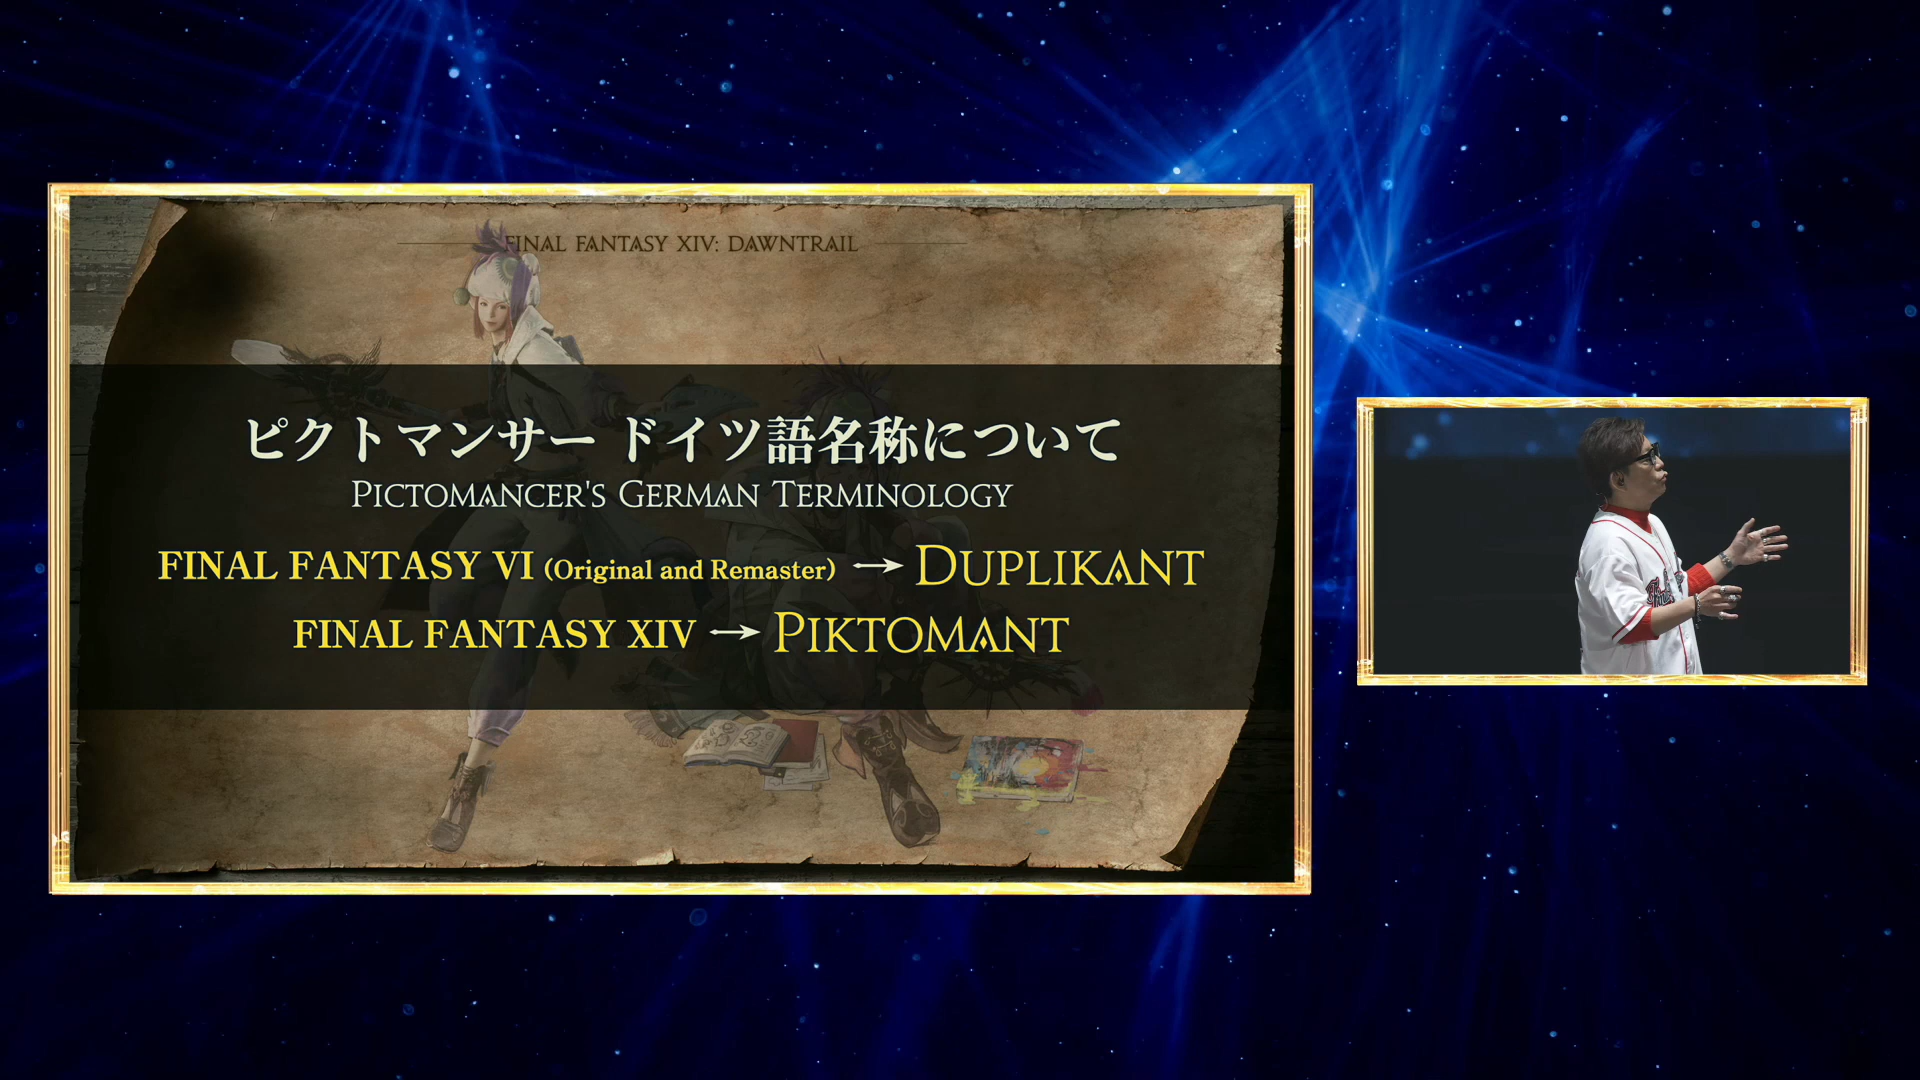 FINAL FANTASY XIV: DAWNTRAIL
ピクトマンサー ドイツ語名称について
PICTOMANCER'S GERMAN TERMINOLOGY
FINAL FANTASY VI (Original and Remaster) → DUPLIKANT
FINAL FANTASY XIV → PIKTOMANT